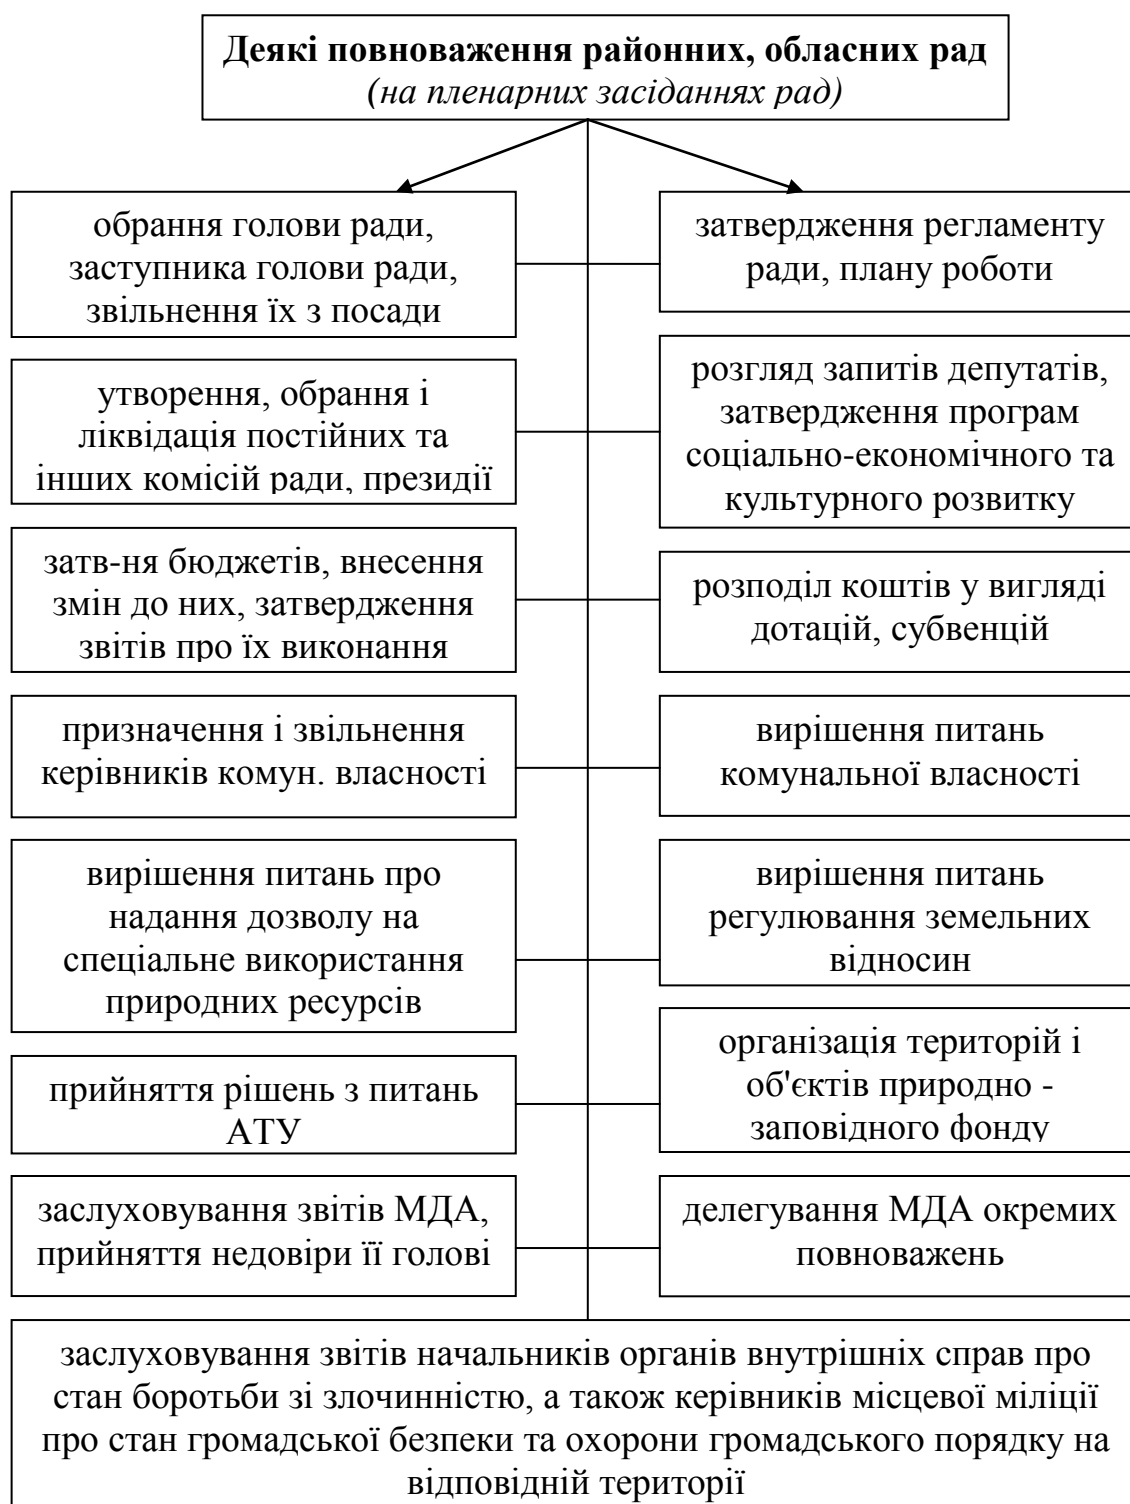 Деякі повноваження районних, обласних рад
(на пленарних засіданнях рад)
обрання голови ради,
заступника голови ради,
звільнення їх з посади
затвердження регламенту
ради, плану роботи
утворення, обрання і
ліквідація постійних та
інших комісій ради, президії
розгляд запитів депутатів,
затвердження програм
соціально-економічного та
культурного розвитку
затв-ня бюджетів, внесення
змін до них, затвердження
звітів про їх виконання
розподіл коштів у вигляді
дотацій, субвенцій
призначення і звільнення
керівників комун. власності
вирішення питань
комунальної власності
вирішення питань про
надання дозволу на
спеціальне використання
природних ресурсів
вирішення питань
регулювання земельних
відносин
прийняття рішень з питань
АТУ
організація територій і
об'єктів природно -
заповідного фонду
заслуховування звітів МДА,
прийняття недовіри її голові
делегування МДА окремих
повноважень
заслуховування звітів начальників органів внутрішніх справ про
стан боротьби зі злочинністю, а також керівників місцевої міліції
про стан громадської безпеки та охорони громадського порядку на
відповідній території